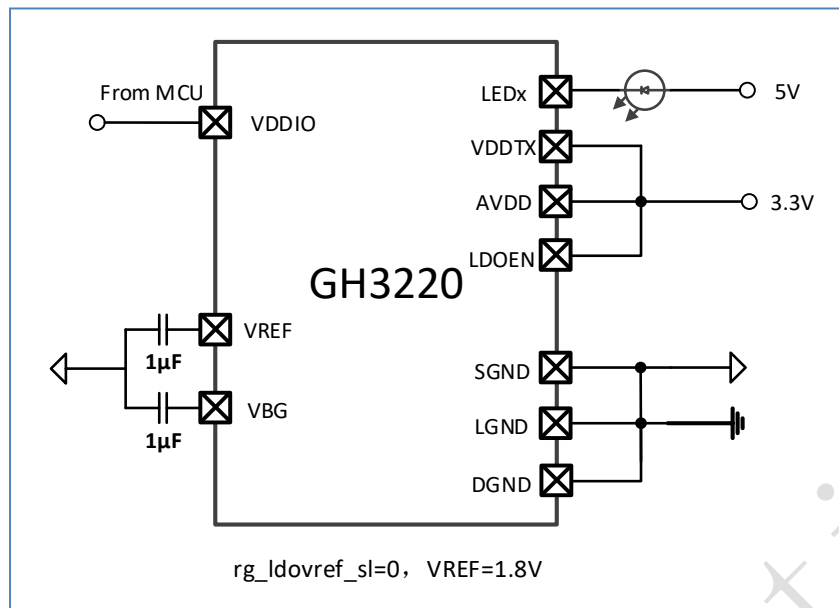 From MCU
VDDIO
LEDx
5V
VDDTX
AVDD
3.3V
LDOEN
GH3220
VREF
1µF
VBG
1µF
SGND
LGND
DGND
rg_ldovref_sl=0，VREF=1.8V